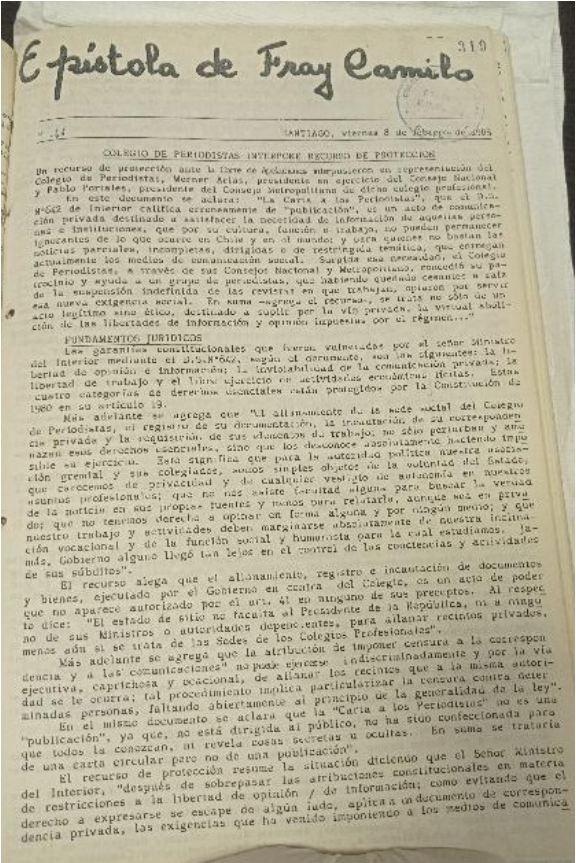 319
Epístola de Fray Camilo
SANTIAGO, viernes 8 de febrero de 1985
COLEGIO DE PERIODISTAS INTERPONE RECURSO DE PROTECCION
Un recurso de protección ante la Corte de Apelaciones interpusieron en representación del
Colegio de Periodistas, Werner Arias, presidente en ejercicio del Consejo Nacional
y Pablo Portales, presidente del Consejo Metropolitano de dicho colegio profesional.
En este documento se aclara: "La Carta a los Periodistas", que el D.S.
N°642 de Interior califica erroneamente de "publicación", es un acto de comunica-
ción privada destinado a satisfacer la necesidad de información de aquellas perso-
nas e instituciones, que por su cultura, función o trabajo, no pueden permanecer
ignorantes de lo que ocurre en Chile y en el mundo; y para quienes no bastan las
noticias parciales, incompletas, dirigidas o de restringida temática, que entregan
actualmente los medios de comunicación social. Surgida esa necesidad, el Colegio
de Periodistas, a través de sus Consejos Nacional y Metropolitano, concedió su pa-
trocinio y ayuda a un grupo de periodistas, que habiendo quedado cesantes a raíz
de la suspensión indefinida de las revistas en que trabajan, optaron por servir
esa nueva exigencia social. En suma -agrega el recurso-, se trata no sólo de un
acto legítimo sino ético, destinado a suplir por la vía privada, la virtual aboli-
ción de las libertades de información y opinión impuestas por el régimen..."
FUNDAMENTOS JURIDICOS
Las garantías constitucionales que fueron vulneradas por el señor Ministro
del Interior mediante el D.S.N°642, según el documento, son las siguientes: la li-
bertad de opinión e información; la inviolabilidad de la comunicación privada; la
libertad de trabajo y el libre ejercicio de actividades económicas lícitas. Estas
cuatro categorías de derechos esenciales están protegidos por la Constitución de
1980 en su artículo 19.
Más adelante se agrega que "El allanamiento de la sede social del Colegio
de Periodistas, el registro de su documentación, la incautación de su corresponden
cia privada y la requisición de sus elementos de trabajo; no sólo perturban y ame
nazan esos derechos esenciales, sino que los desconoce absolutamente haciendo impo
sible su ejercicio. Esto significa que para la autoridad política nuestra asocia-
ción gremial y sus colegiados, somos simples objetos de la voluntad del Estado;
que carecemos de privacidad y de cualquier vestigio de autonomía en nuestros
asuntos profesionales; que no nos asiste facultad alguna para buscar la verdad
de la noticia en sus propias fuentes y menos para relatarla, aunque sea en priva
do; que no tenemos derecho a opinar en forma alguna y por ningún medio; y que
nuestro trabajo y actividades deben marginarse absolutamente de nuestra inclina-
ción vocacional y de la función social y humanista para la cual estudiamos. Ja-
más, Gobierno alguno llegó tan lejos en el control de las conciencias y actividades
de sus súbditos".
El recurso alega que el allanamiento, registro e incautación de documentos
y bienes, ejecutado por el Gobierno en contra del Colegio, es un acto de poder
que no aparece autorizado por el art. 41 en ninguno de sus preceptos. Al respec
to dice: "El estado de sitio no faculta al Presidente de la República, ni a ningu
no de sus Ministros o autoridades dependientes, para allanar recintos privados,
menos aún si se trata de las Sedes de los Colegios Profesionales".
Más adelante se agrega que la atribución de imponer censura a la correspon
dencia y a las comunicaciones" no puede ejercerse indiscriminadamente y por la vía
ejecutiva, caprichosa y ocacional, de allanar los recintos que a la misma autori-
dad se le ocurra; tal procedimiento implica particularizar la censura contra deter
minadas personas, faltando abiertamente al principio de la generalidad de la ley".
En el mismo documento se aclara que la "Carta a los Periodistas" no es una
"publicación", ya que, no está dirigida al público, no ha sido confeccionada para
que todos la conozcan, ni revela cosas secretas u ocultas. En suma se trataría
de una carta circular pero no de una publicación".
El recurso de protección resume la situación diciendo que el Señor Ministro
del Interior, "después de sobrepasar las atribuciones constitucionales en materia
de restricciones a la libertad de opinión / de información; como evitando que el
derecho a expresarse se escape de algún lado, aplica a un documento de correspon-
dencia privada, las exigencias que ha venido imponiendo a los medios de comunica